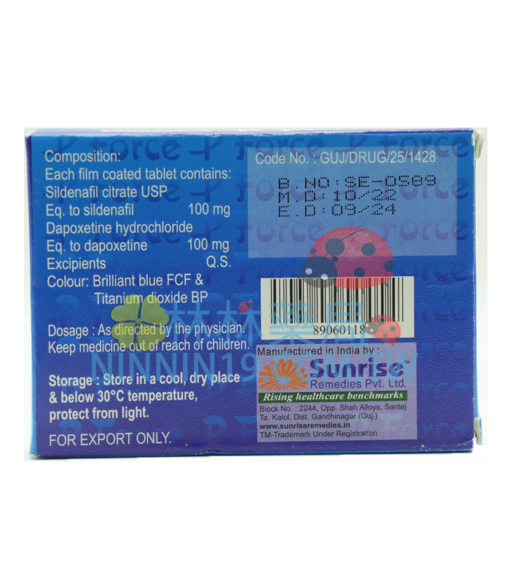 Composition:
Each film coated tablet contains:
Sildenafil citrate USP
Eq. to sildenafil 100 mg
Dapoxetine hydrochloride
Eq. to dapoxetine 100 mg
Excipients Q.S.
Colour: Brilliant blue FCF &
Titanium dioxide BP
Dosage : As directed by the physician.
Keep medicine out of reach of children.
Storage : Store in a cool, dry place
& below 30°C temperature,
protect from light.
FOR EXPORT ONLY.
Code No. : GUJ/DRUG/25/1428
B.NO:SE-0589
M.D:10/22
E.D:09/24
89060118
Manufactured in India by :
Sunrise
Remedies Pvt. Ltd.
Rising healthcare benchmarks
Block No. : 2244, Opp. Shah Alloys, Santej
Ta. Kalol, Dist. Gandhinagar (Guj.)
www.sunriseremedies.in
TM-Trademark Under Registration
林林藥局